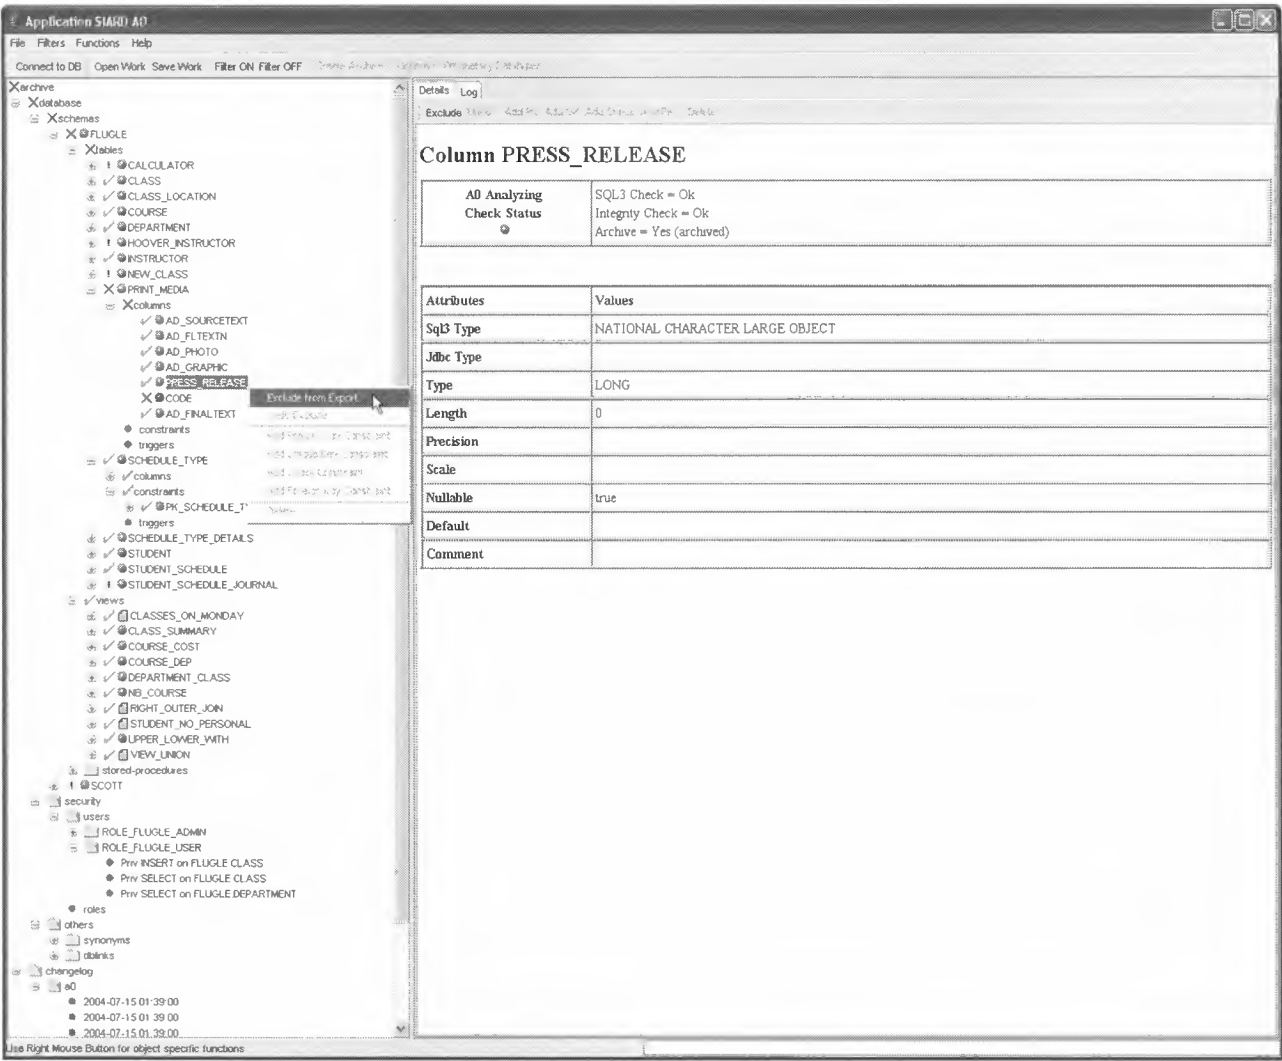 Application SIARD A0
File Filters Functions Help
Connect to DB Open Work Save Work Filter ON Filter OFF
archive
database
schemas
FLUGLE
tables
CALCULATOR
CLASS
CLASS_LOCATION
COURSE
DEPARTMENT
HOOVER_INSTRUCTOR
INSTRUCTOR
NEW_CLASS
PRINT_MEDIA
columns
AD_SOURCETEXT
AD_FLTEXTN
AD_PHOTO
AD_GRAPHIC
PRESS_RELEASE
CODE
AD_FINALTEXT
constraints
triggers
SCHEDULE_TYPE
columns
constraints
PK_SCHEDULE_T
triggers
SCHEDULE_TYPE_DETAILS
STUDENT
STUDENT_SCHEDULE
STUDENT_SCHEDULE_JOURNAL
views
CLASSES_ON_MONDAY
CLASS_SUMMARY
COURSE_COST
COURSE_DEP
DEPARTMENT_CLASS
NB_COURSE
RIGHT_OUTER_JOIN
STUDENT_NO_PERSONAL
UPPER_LOWER_WITH
VIEW_UNION
stored-procedures
SCOTT
security
users
ROLE_FLUGLE_ADMIN
ROLE_FLUGLE_USER
Priv INSERT on FLUGLE CLASS
Priv SELECT on FLUGLE CLASS
Priv SELECT on FLUGLE DEPARTMENT
roles
others
synonyms
dblinks
changelog
a0
2004-07-15 01:39:00
2004-07-15 01 39 00
2004-07-15 01:39:00
Exclude from Export
Details Log
Exclude
Column PRESS_RELEASE
A0 Analyzing
Check Status
SQL3 Check = Ok
Integrity Check = Ok
Archive = Yes (archived)
Attributes Values
Sql3 Type NATIONAL CHARACTER LARGE OBJECT
Jdbc Type
Type LONG
Length 0
Precision
Scale
Nullable true
Default
Comment
Use Right Mouse Button for object specific functions